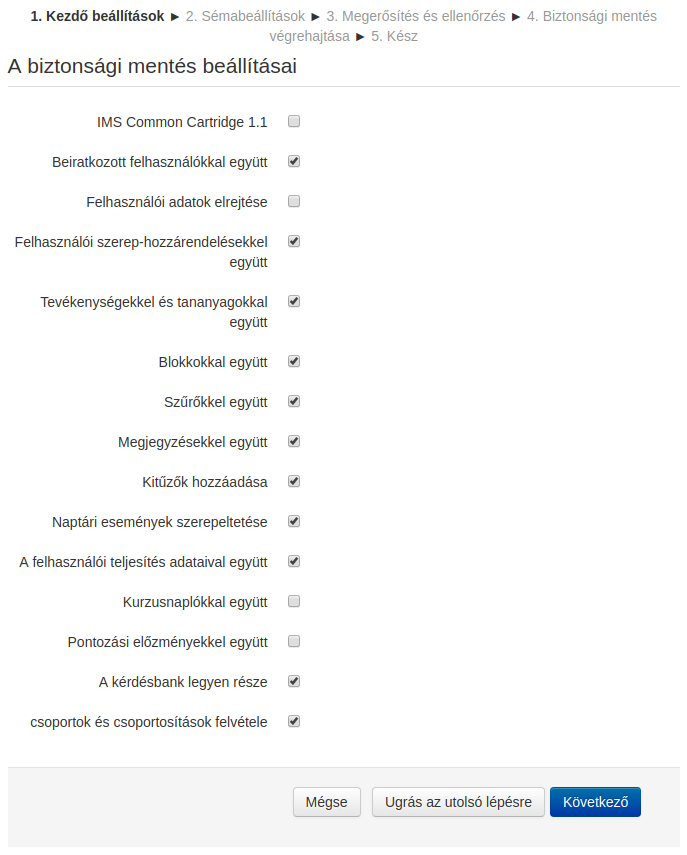 1. Kezdő beállítások ► 2. Sémabeállítások ► 3. Megerősítés és ellenőrzés ► 4. Biztonsági mentés
végrehajtása ► 5. Kész
A biztonsági mentés beállításai
IMS Common Cartridge 1.1
Beiratkozott felhasználókkal együtt
Felhasználói adatok elrejtése
Felhasználói szerep-hozzárendelésekkel
együtt
Tevékenységekkel és tananyagokkal
együtt
Blokkokkal együtt
Szűrőkkel együtt
Megjegyzésekkel együtt
Kitűzők hozzáadása
Naptári események szerepeltetése
A felhasználói teljesítés adataival együtt
Kurzusnaplókkal együtt
Pontozási előzményekkel együtt
A kérdésbank legyen része
csoportok és csoportosítások felvétele
Mégse Ugrás az utolsó lépésre Következő